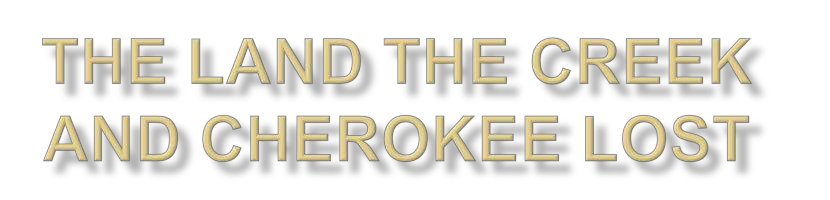 THE LAND THE CREEK
AND CHEROKEE LOST